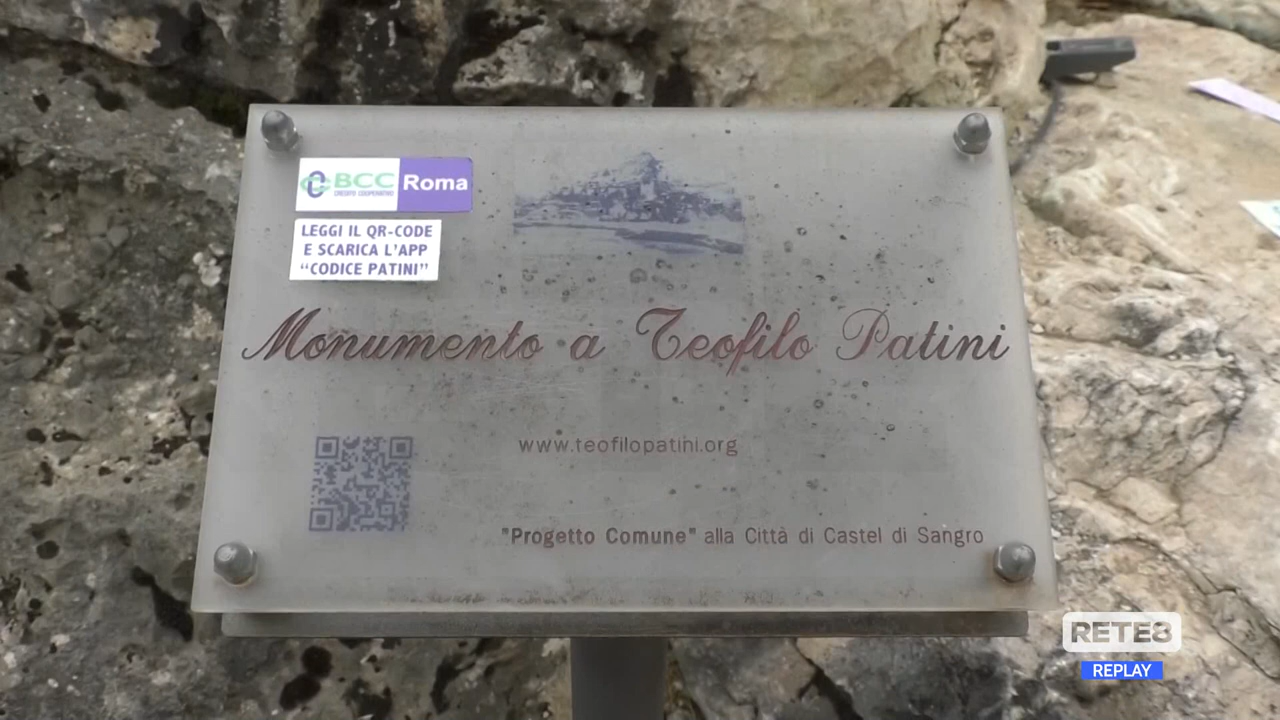 BCC Roma
CREDITO COOPERATIVO
LEGGI IL QR-CODE
E SCARICA L'APP
“CODICE PATINI”
Monumento a Teofilo Patini
www.teofilopatini.org
"Progetto Comune" alla Città di Castel di Sangro
RETE8
REPLAY